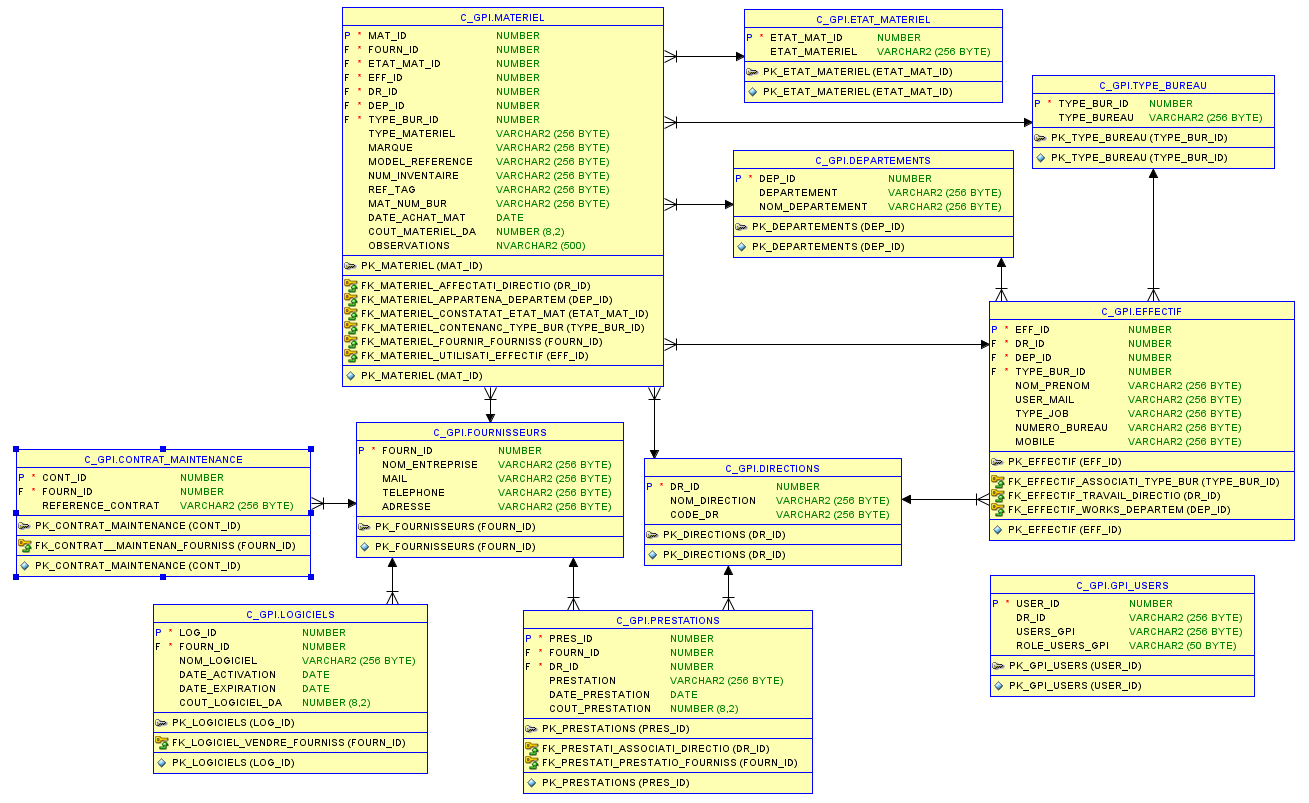 C_GPI.MATERIEL
P * MAT_ID NUMBER
F * FOURN_ID NUMBER
F * ETAT_MAT_ID NUMBER
F * EFF_ID NUMBER
F * DR_ID NUMBER
F * DEP_ID NUMBER
F * TYPE_BUR_ID NUMBER
TYPE_MATERIEL VARCHAR2 (256 BYTE)
MARQUE VARCHAR2 (256 BYTE)
MODEL_REFERENCE VARCHAR2 (256 BYTE)
NUM_INVENTAIRE VARCHAR2 (256 BYTE)
REF_TAG VARCHAR2 (256 BYTE)
MAT_NUM_BUR VARCHAR2 (256 BYTE)
DATE_ACHAT_MAT DATE
COUT_MATERIEL_DA NUMBER (8,2)
OBSERVATIONS NVARCHAR2 (500)
PK_MATERIEL (MAT_ID)
FK_MATERIEL_AFFECTATI_DIRECTIO (DR_ID)
FK_MATERIEL_APPARTENA_DEPARTEM (DEP_ID)
FK_MATERIEL_CONSTATAT_ETAT_MAT (ETAT_MAT_ID)
FK_MATERIEL_CONTENANC_TYPE_BUR (TYPE_BUR_ID)
FK_MATERIEL_FOURNIR_FOURNISS (FOURN_ID)
FK_MATERIEL_UTILISATI_EFFECTIF (EFF_ID)
PK_MATERIEL (MAT_ID)
C_GPI.ETAT_MATERIEL
P * ETAT_MAT_ID NUMBER
ETAT_MATERIEL VARCHAR2 (256 BYTE)
PK_ETAT_MATERIEL (ETAT_MAT_ID)
PK_ETAT_MATERIEL (ETAT_MAT_ID)
C_GPI.TYPE_BUREAU
P * TYPE_BUR_ID NUMBER
TYPE_BUREAU VARCHAR2 (256 BYTE)
PK_TYPE_BUREAU (TYPE_BUR_ID)
PK_TYPE_BUREAU (TYPE_BUR_ID)
C_GPI.DEPARTEMENTS
P * DEP_ID NUMBER
DEPARTEMENT VARCHAR2 (256 BYTE)
NOM_DEPARTEMENT VARCHAR2 (256 BYTE)
PK_DEPARTEMENTS (DEP_ID)
PK_DEPARTEMENTS (DEP_ID)
C_GPI.EFFECTIF
P * EFF_ID NUMBER
F * DR_ID NUMBER
F * DEP_ID NUMBER
F * TYPE_BUR_ID NUMBER
NOM_PRENOM VARCHAR2 (256 BYTE)
USER_MAIL VARCHAR2 (256 BYTE)
TYPE_JOB VARCHAR2 (256 BYTE)
NUMERO_BUREAU VARCHAR2 (256 BYTE)
MOBILE VARCHAR2 (256 BYTE)
PK_EFFECTIF (EFF_ID)
FK_EFFECTIF_ASSOCIATI_TYPE_BUR (TYPE_BUR_ID)
FK_EFFECTIF_TRAVAIL_DIRECTIO (DR_ID)
FK_EFFECTIF_WORKS_DEPARTEM (DEP_ID)
PK_EFFECTIF (EFF_ID)
C_GPI.FOURNISSEURS
P * FOURN_ID NUMBER
NOM_ENTREPRISE VARCHAR2 (256 BYTE)
MAIL VARCHAR2 (256 BYTE)
TELEPHONE VARCHAR2 (256 BYTE)
ADRESSE VARCHAR2 (256 BYTE)
PK_FOURNISSEURS (FOURN_ID)
PK_FOURNISSEURS (FOURN_ID)
C_GPI.CONTRAT_MAINTENANCE
P * CONT_ID NUMBER
F * FOURN_ID NUMBER
REFERENCE_CONTRAT VARCHAR2 (256 BYTE)
PK_CONTRAT_MAINTENANCE (CONT_ID)
FK_CONTRAT__MAINTENAN_FOURNISS (FOURN_ID)
PK_CONTRAT_MAINTENANCE (CONT_ID)
C_GPI.DIRECTIONS
P * DR_ID NUMBER
NOM_DIRECTION VARCHAR2 (256 BYTE)
CODE_DR VARCHAR2 (256 BYTE)
PK_DIRECTIONS (DR_ID)
PK_DIRECTIONS (DR_ID)
C_GPI.LOGICIELS
P * LOG_ID NUMBER
F * FOURN_ID NUMBER
NOM_LOGICIEL VARCHAR2 (256 BYTE)
DATE_ACTIVATION DATE
DATE_EXPIRATION DATE
COUT_LOGICIEL_DA NUMBER (8,2)
PK_LOGICIELS (LOG_ID)
FK_LOGICIEL_VENDRE_FOURNISS (FOURN_ID)
PK_LOGICIELS (LOG_ID)
C_GPI.PRESTATIONS
P * PRES_ID NUMBER
F * FOURN_ID NUMBER
F * DR_ID NUMBER
PRESTATION VARCHAR2 (256 BYTE)
DATE_PRESTATION DATE
COUT_PRESTATION NUMBER (8,2)
PK_PRESTATIONS (PRES_ID)
FK_PRESTATI_ASSOCIATI_DIRECTIO (DR_ID)
FK_PRESTATI_PRESTATIO_FOURNISS (FOURN_ID)
PK_PRESTATIONS (PRES_ID)
C_GPI.GPI_USERS
P * USER_ID NUMBER
DR_ID VARCHAR2 (256 BYTE)
USERS_GPI VARCHAR2 (256 BYTE)
ROLE_USERS_GPI VARCHAR2 (50 BYTE)
PK_GPI_USERS (USER_ID)
PK_GPI_USERS (USER_ID)